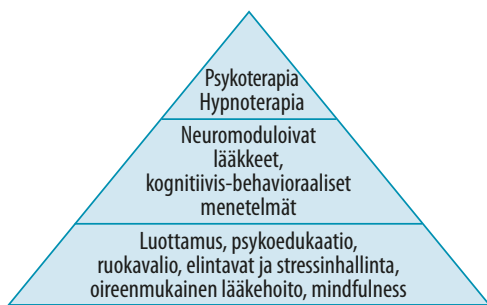 Psykoterapia
Hypnoterapia
Neuromoduloivat
lääkkeet,
kognitiivis-behavioraaliset
menetelmät
Luottamus, psykoedukaatio,
ruokavalio, elintavat ja stressinhallinta,
oireenmukainen lääkehoito, mindfulness